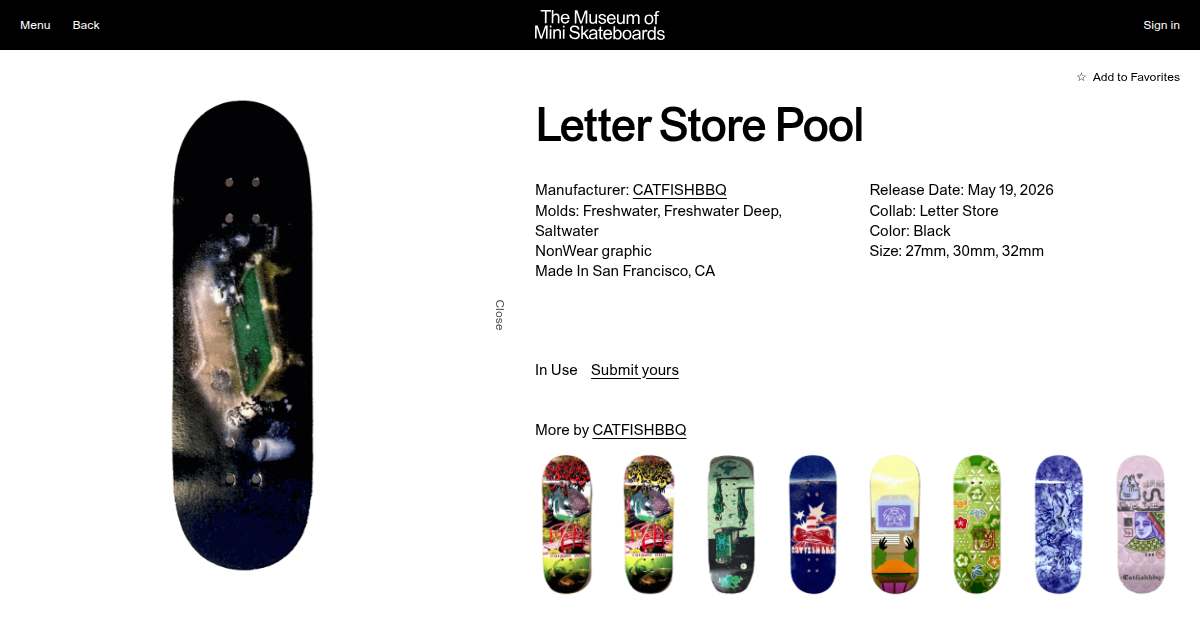 Menu Back
The Museum of
Mini Skateboards
Sign in
☆ Add to Favorites
Letter Store Pool
Manufacturer: CATFISHBBQ
Molds: Freshwater, Freshwater Deep,
Saltwater
NonWear graphic
Made In San Francisco, CA
Release Date: May 19, 2026
Collab: Letter Store
Color: Black
Size: 27mm, 30mm, 32mm
Close
In Use Submit yours
More by CATFISHBBQ
Catfishbbq